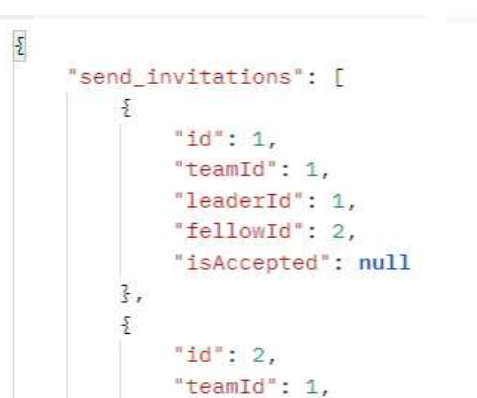 {
"send_invitations": [
{
"id": 1,
"teamId": 1,
"leaderId": 1,
"fellowId": 2,
"isAccepted": null
},
{
"id": 2,
"teamId": 1,